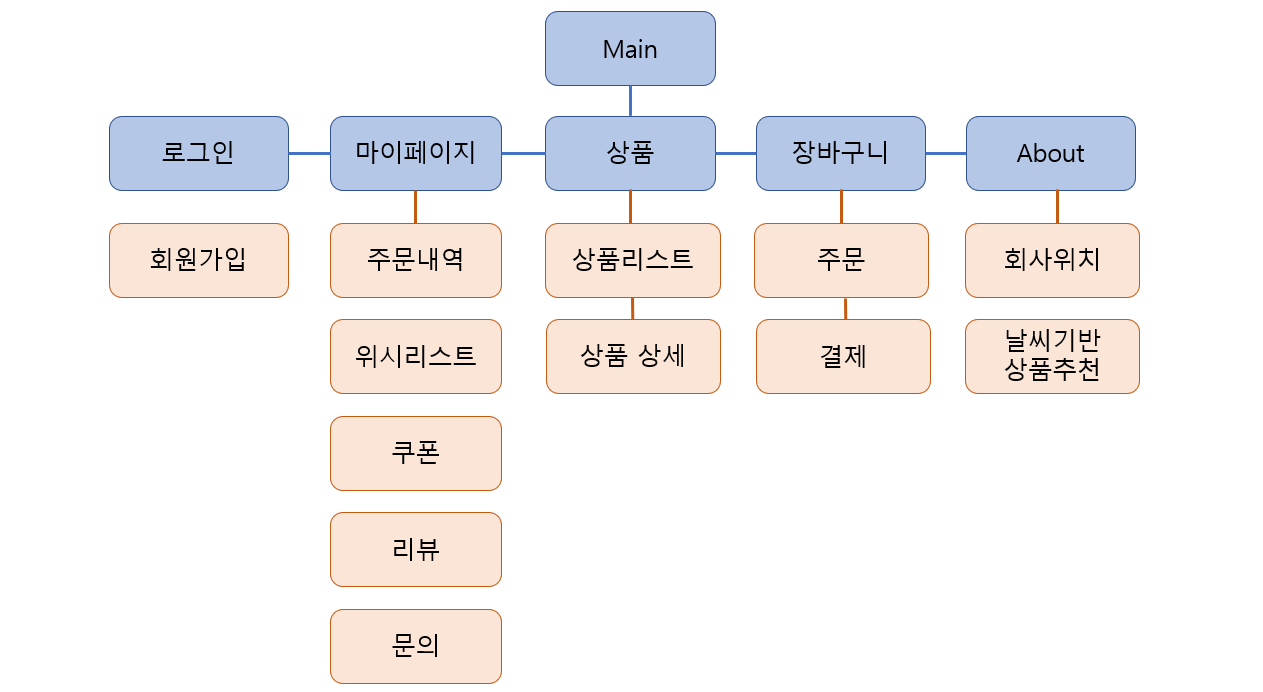 Main
로그인
마이페이지
상품
장바구니
About
회원가입
주문내역
상품리스트
주문
회사위치
위시리스트
상품 상세
결제
날씨기반
상품추천
쿠폰
리뷰
문의